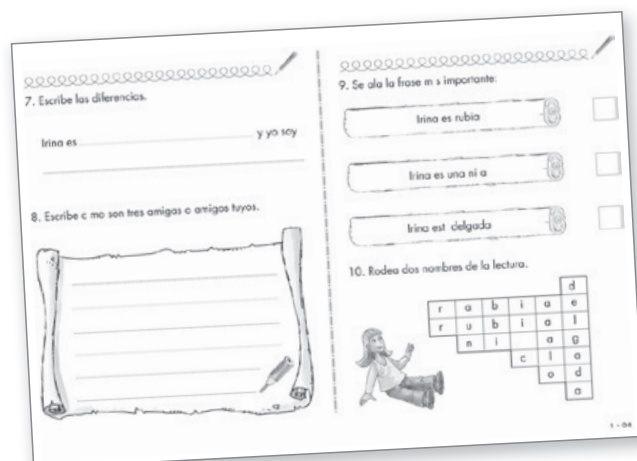 7. Escribe las diferencias.
Irina es y yo soy
8. Escribe c mo son tres amigas o amigos tuyos.
9. Se ala la frase m s importante:
Irina es rubia
Irina es una ni a
Irina est delgada
10. Rodea dos nombres de la lectura.
d
r a b i a e
r u b i a l
n i a g
c l a
o d
a
1 - 04